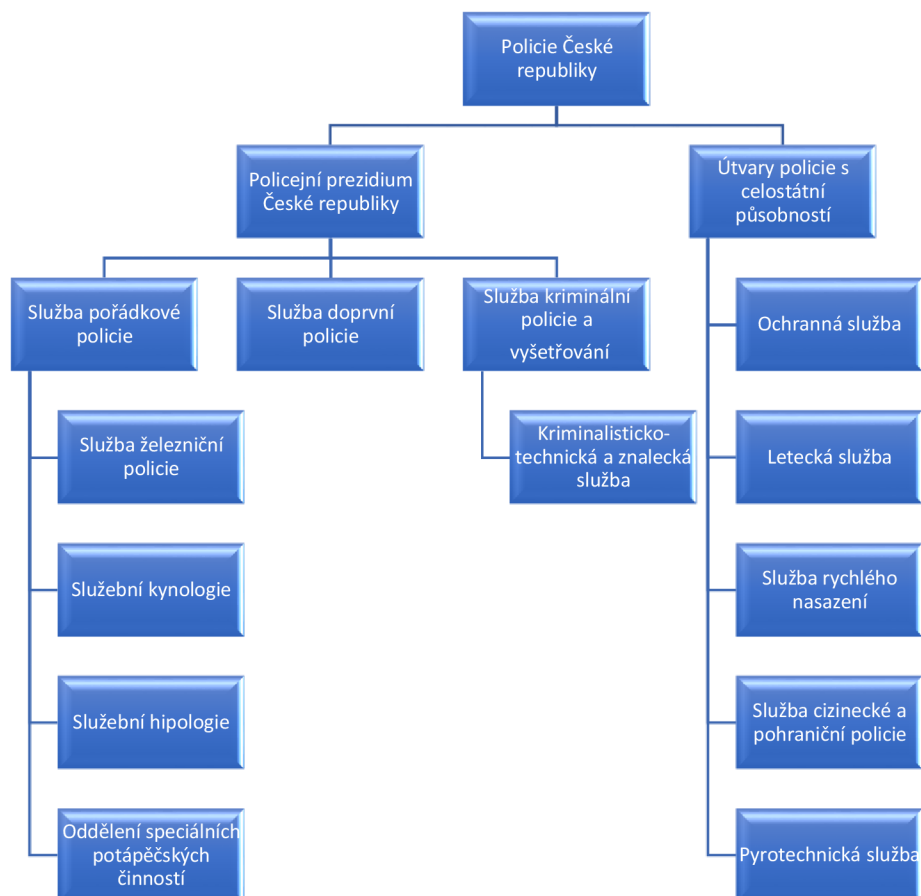 Policie České
republiky
Policejní prezidium
České republiky
Útvary policie s
celostátní
působností
Služba pořádkové
policie
Služba doprvní
policie
Služba kriminální
policie a
vyšetřování
Ochranná služba
Služba železniční
policie
Kriminalisticko-
technická a znalecká
služba
Letecká služba
Služební kynologie
Služba rychlého
nasazení
Služební hipologie
Služba cizinecké a
pohraniční policie
Oddělení speciálních
potápěčských
činností
Pyrotechnická služba